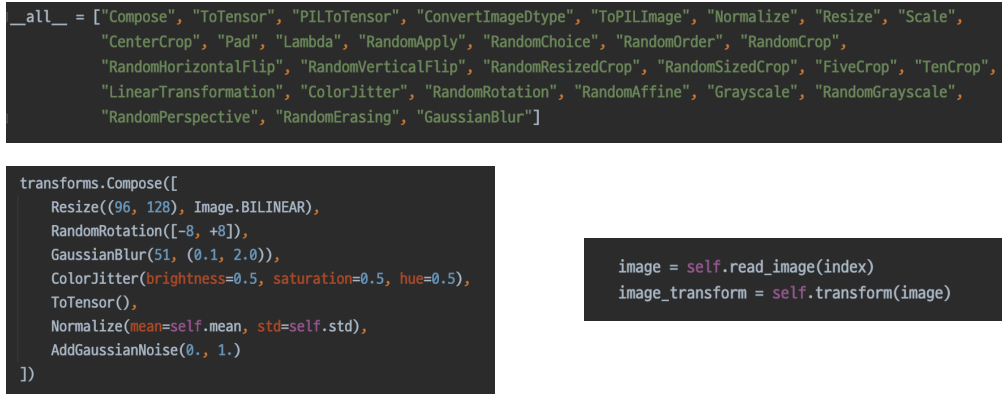 __all__ = ["Compose", "ToTensor", "PILToTensor", "ConvertImageDtype", "ToPILImage", "Normalize", "Resize", "Scale",
"CenterCrop", "Pad", "Lambda", "RandomApply", "RandomChoice", "RandomOrder", "RandomCrop",
"RandomHorizontalFlip", "RandomVerticalFlip", "RandomResizedCrop", "RandomSizedCrop", "FiveCrop", "TenCrop",
"LinearTransformation", "ColorJitter", "RandomRotation", "RandomAffine", "Grayscale", "RandomGrayscale",
"RandomPerspective", "RandomErasing", "GaussianBlur"]
transforms.Compose([
Resize((96, 128), Image.BILINEAR),
RandomRotation([-8, +8]),
GaussianBlur(51, (0.1, 2.0)),
ColorJitter(brightness=0.5, saturation=0.5, hue=0.5),
ToTensor(),
Normalize(mean=self.mean, std=self.std),
AddGaussianNoise(0., 1.)
])
image = self.read_image(index)
image_transform = self.transform(image)